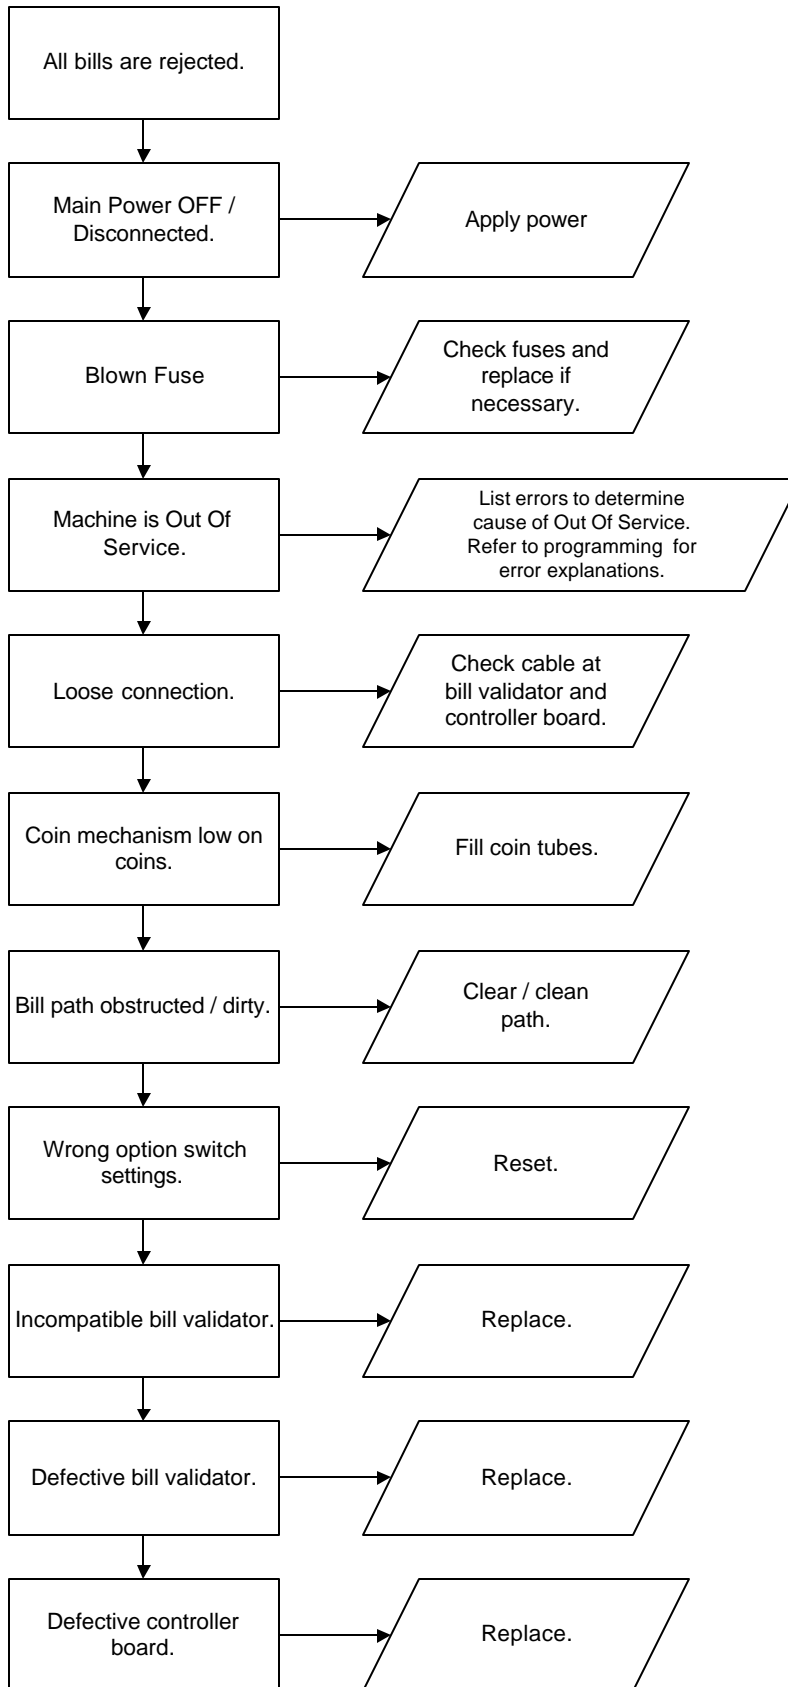 All bills are rejected.
Main Power OFF /
Disconnected.
Apply power
Blown Fuse
Check fuses and
replace if
necessary.
Machine is Out Of
Service.
List errors to determine
cause of Out Of Service.
Refer to programming for
error explanations.
Loose connection.
Check cable at
bill validator and
controller board.
Coin mechanism low on
coins.
Fill coin tubes.
Bill path obstructed / dirty.
Clear / clean
path.
Wrong option switch
settings.
Reset.
Incompatible bill validator.
Replace.
Defective bill validator.
Replace.
Defective controller
board.
Replace.